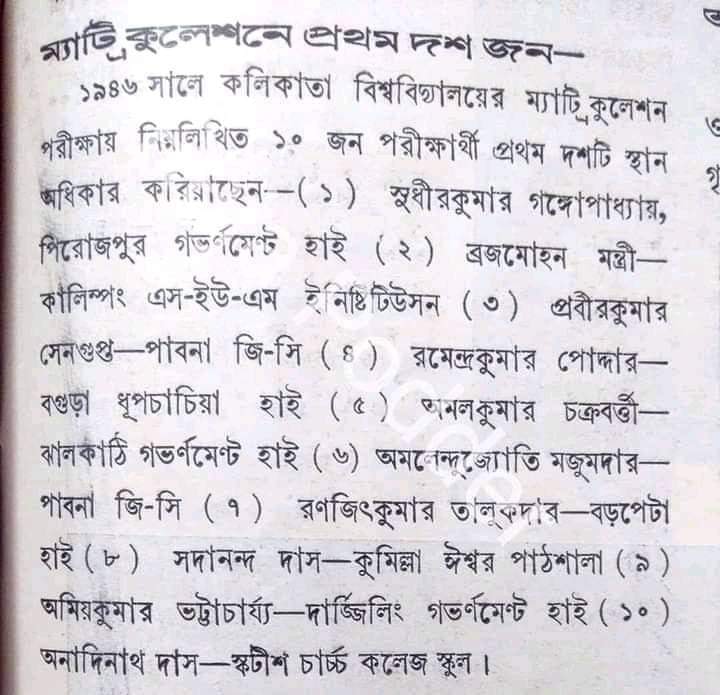 ম্যাট্রিকুলেশনে প্রথম দশ জন—
১৯৪৬ সালে কলিকাতা বিশ্ববিদ্যালয়ের ম্যাট্রিকুলেশন
পরীক্ষায় নিম্নলিখিত ১০ জন পরীক্ষার্থী প্রথম দশটি স্থান
অধিকার করিয়াছেন—(১) সুধীরকুমার গঙ্গোপাধ্যায়,
পিরোজপুর গভর্ণমেণ্ট হাই (২) ব্রজমোহন মন্ত্রী—
কালিম্পং এস-ইউ-এম ইনিষ্টিটিউসন (৩) প্রবীরকুমার
সেনগুপ্ত—পাবনা জি-সি (৪) রমেন্দ্রকুমার পোদ্দার—
বগুড়া ধূপচাচিয়া হাই (৫) অমলকুমার চক্রবর্ত্তী—
ঝালকাঠি গভর্ণমেণ্ট হাই (৬) অমলেন্দুজ্যোতি মজুমদার—
পাবনা জি-সি (৭) রণজিৎকুমার তালুকদার—বড়পেটা
হাই (৮) সদানন্দ দাস—কুমিল্লা ঈশ্বর পাঠশালা (৯)
অমিয়কুমার ভট্টাচার্য্য—দার্জ্জিলিং গভর্ণমেণ্ট হাই (১০)
অনাদিনাথ দাস—স্কটীশ চার্চ্চ কলেজ স্কুল।